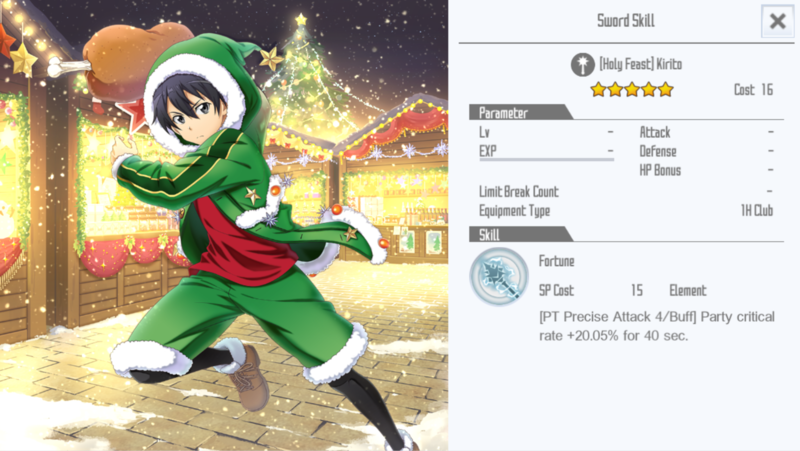 Sword Skill
[Holy Feast] Kirito
Cost 16
Parameter
Lv - Attack -
EXP - Defense -
HP Bonus -
Limit Break Count -
Equipment Type 1H Club
Skill
Fortune
SP Cost 15 Element
[PT Precise Attack 4/Buff] Party critical
rate +20.05% for 40 sec.